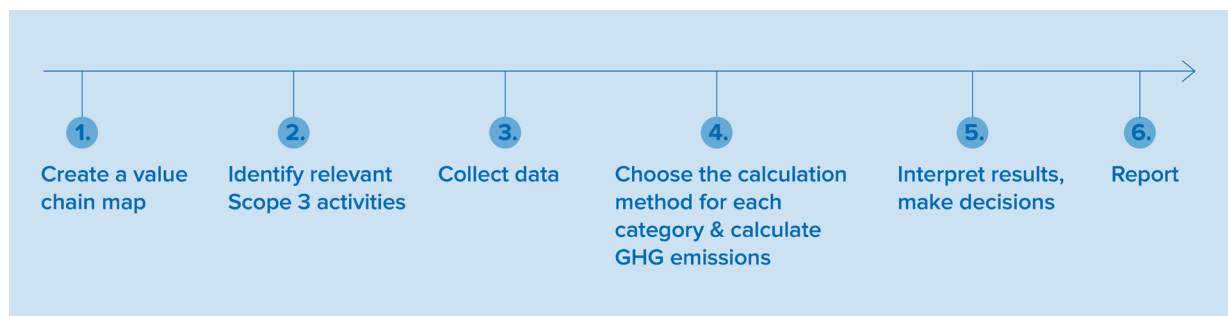 1.
Create a value
chain map
2.
Identify relevant
Scope 3 activities
3.
Collect data
4.
Choose the calculation
method for each
category & calculate
GHG emissions
5.
Interpret results,
make decisions
6.
Report